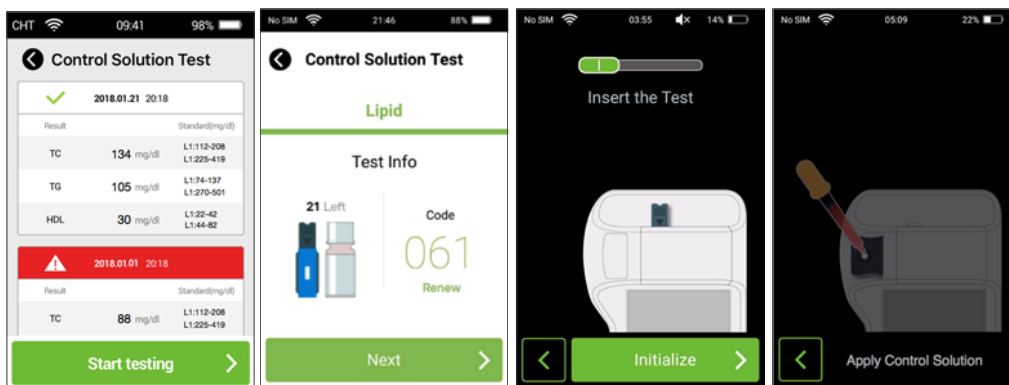 CHT 09:41 98%
Control Solution Test
2018.01.21 20:18
Result Standard(mg/dl)
TC 134 mg/dl L1:112-208
L1:225-419
TG 105 mg/dl L1:74-137
L1:270-501
HDL 30 mg/dl L1:22-42
L1:44-82
2018.01.01 20:18
Result Standard(mg/dl)
TC 88 mg/dl L1:112-208
L1:225-419
Start testing
No SIM 21:46 88%
Control Solution Test
Lipid
Test Info
21 Left
Code
061
Renew
Next
No SIM 03:55 14%
Insert the Test
Initialize
No SIM 05:09 22%
Apply Control Solution